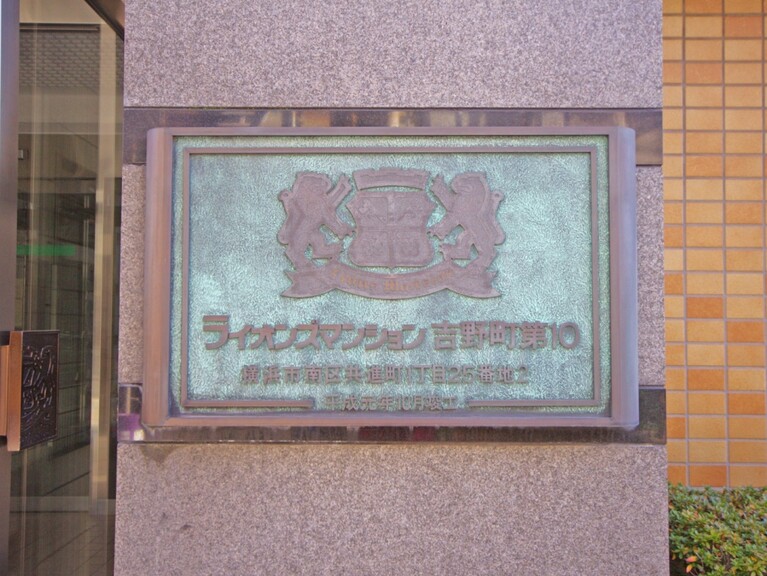 ライオンズマンション 吉野町第10
横浜市南区共進町1丁目25番地2
平成元年10月竣工